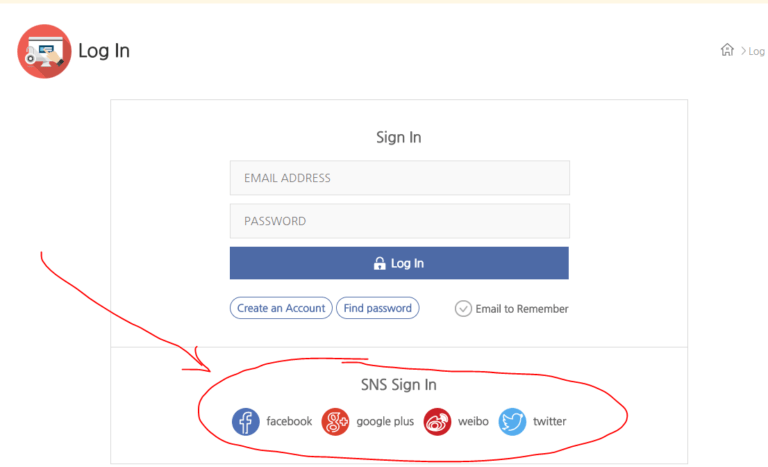 Log In
> Log
Sign In
EMAIL ADDRESS
PASSWORD
Log In
Create an Account Find password Email to Remember
SNS Sign In
facebook google plus weibo twitter